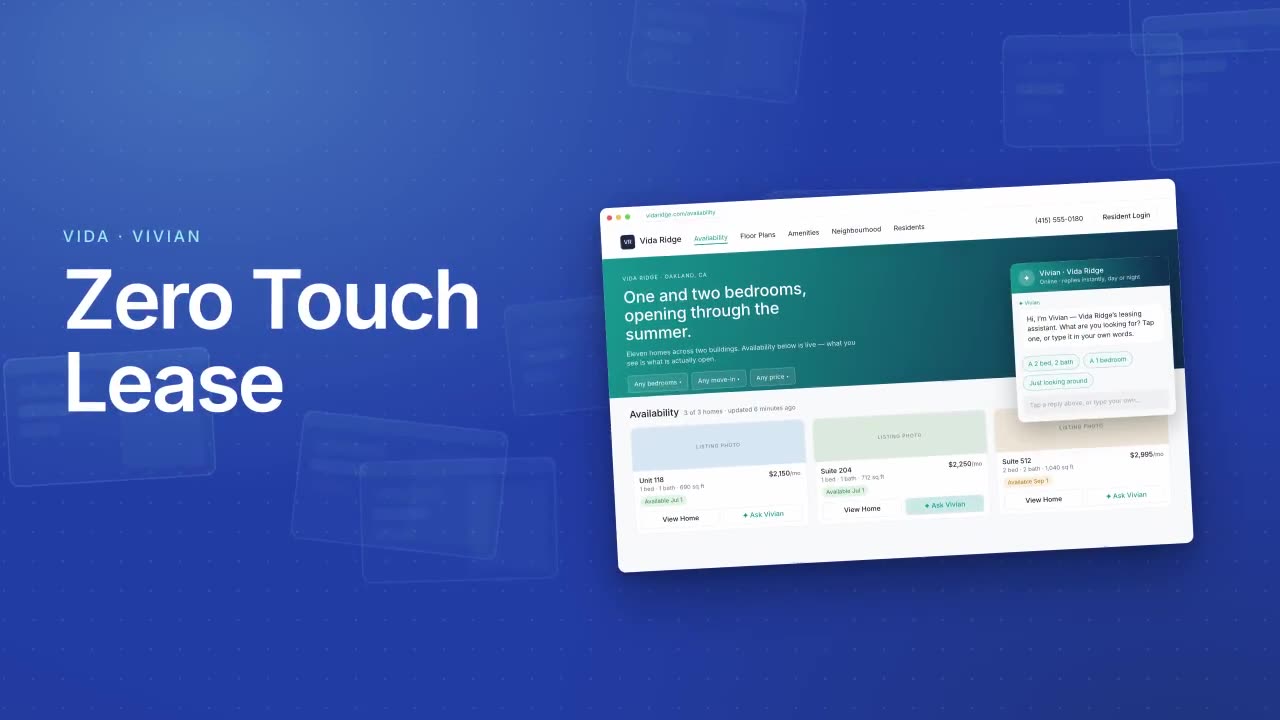 VIDA · VIVIAN
Zero Touch
Lease
vidaridge.com/availability
VR Vida Ridge Availability Floor Plans Amenities Neighbourhood Residents (415) 555-0180 Resident Login
VIDA RIDGE · OAKLAND, CA
One and two bedrooms,
opening through the
summer.
Eleven homes across two buildings. Availability below is live — what you
see is what is actually open.
Any bedrooms Any move-in Any price
Vivian · Vida Ridge
Online · replies instantly, day or night
Vivian
Hi, I'm Vivian — Vida Ridge's leasing
assistant. What are you looking for? Tap
one, or type it in your own words.
A 2 bed, 2 bath A 1 bedroom
Just looking around
Tap a reply above, or type your own...
Availability 3 of 3 homes · updated 6 minutes ago
LISTING PHOTO
Unit 118 $2,150/mo
1 bed · 1 bath · 690 sq ft
Available Jul 1
View Home Ask Vivian
LISTING PHOTO
Suite 204 $2,250/mo
1 bed · 1 bath · 712 sq ft
Available Jul 1
View Home Ask Vivian
LISTING PHOTO
Suite 512 $2,995/mo
2 bed · 2 bath · 1,040 sq ft
Available Sep 1
View Home Ask Vivian